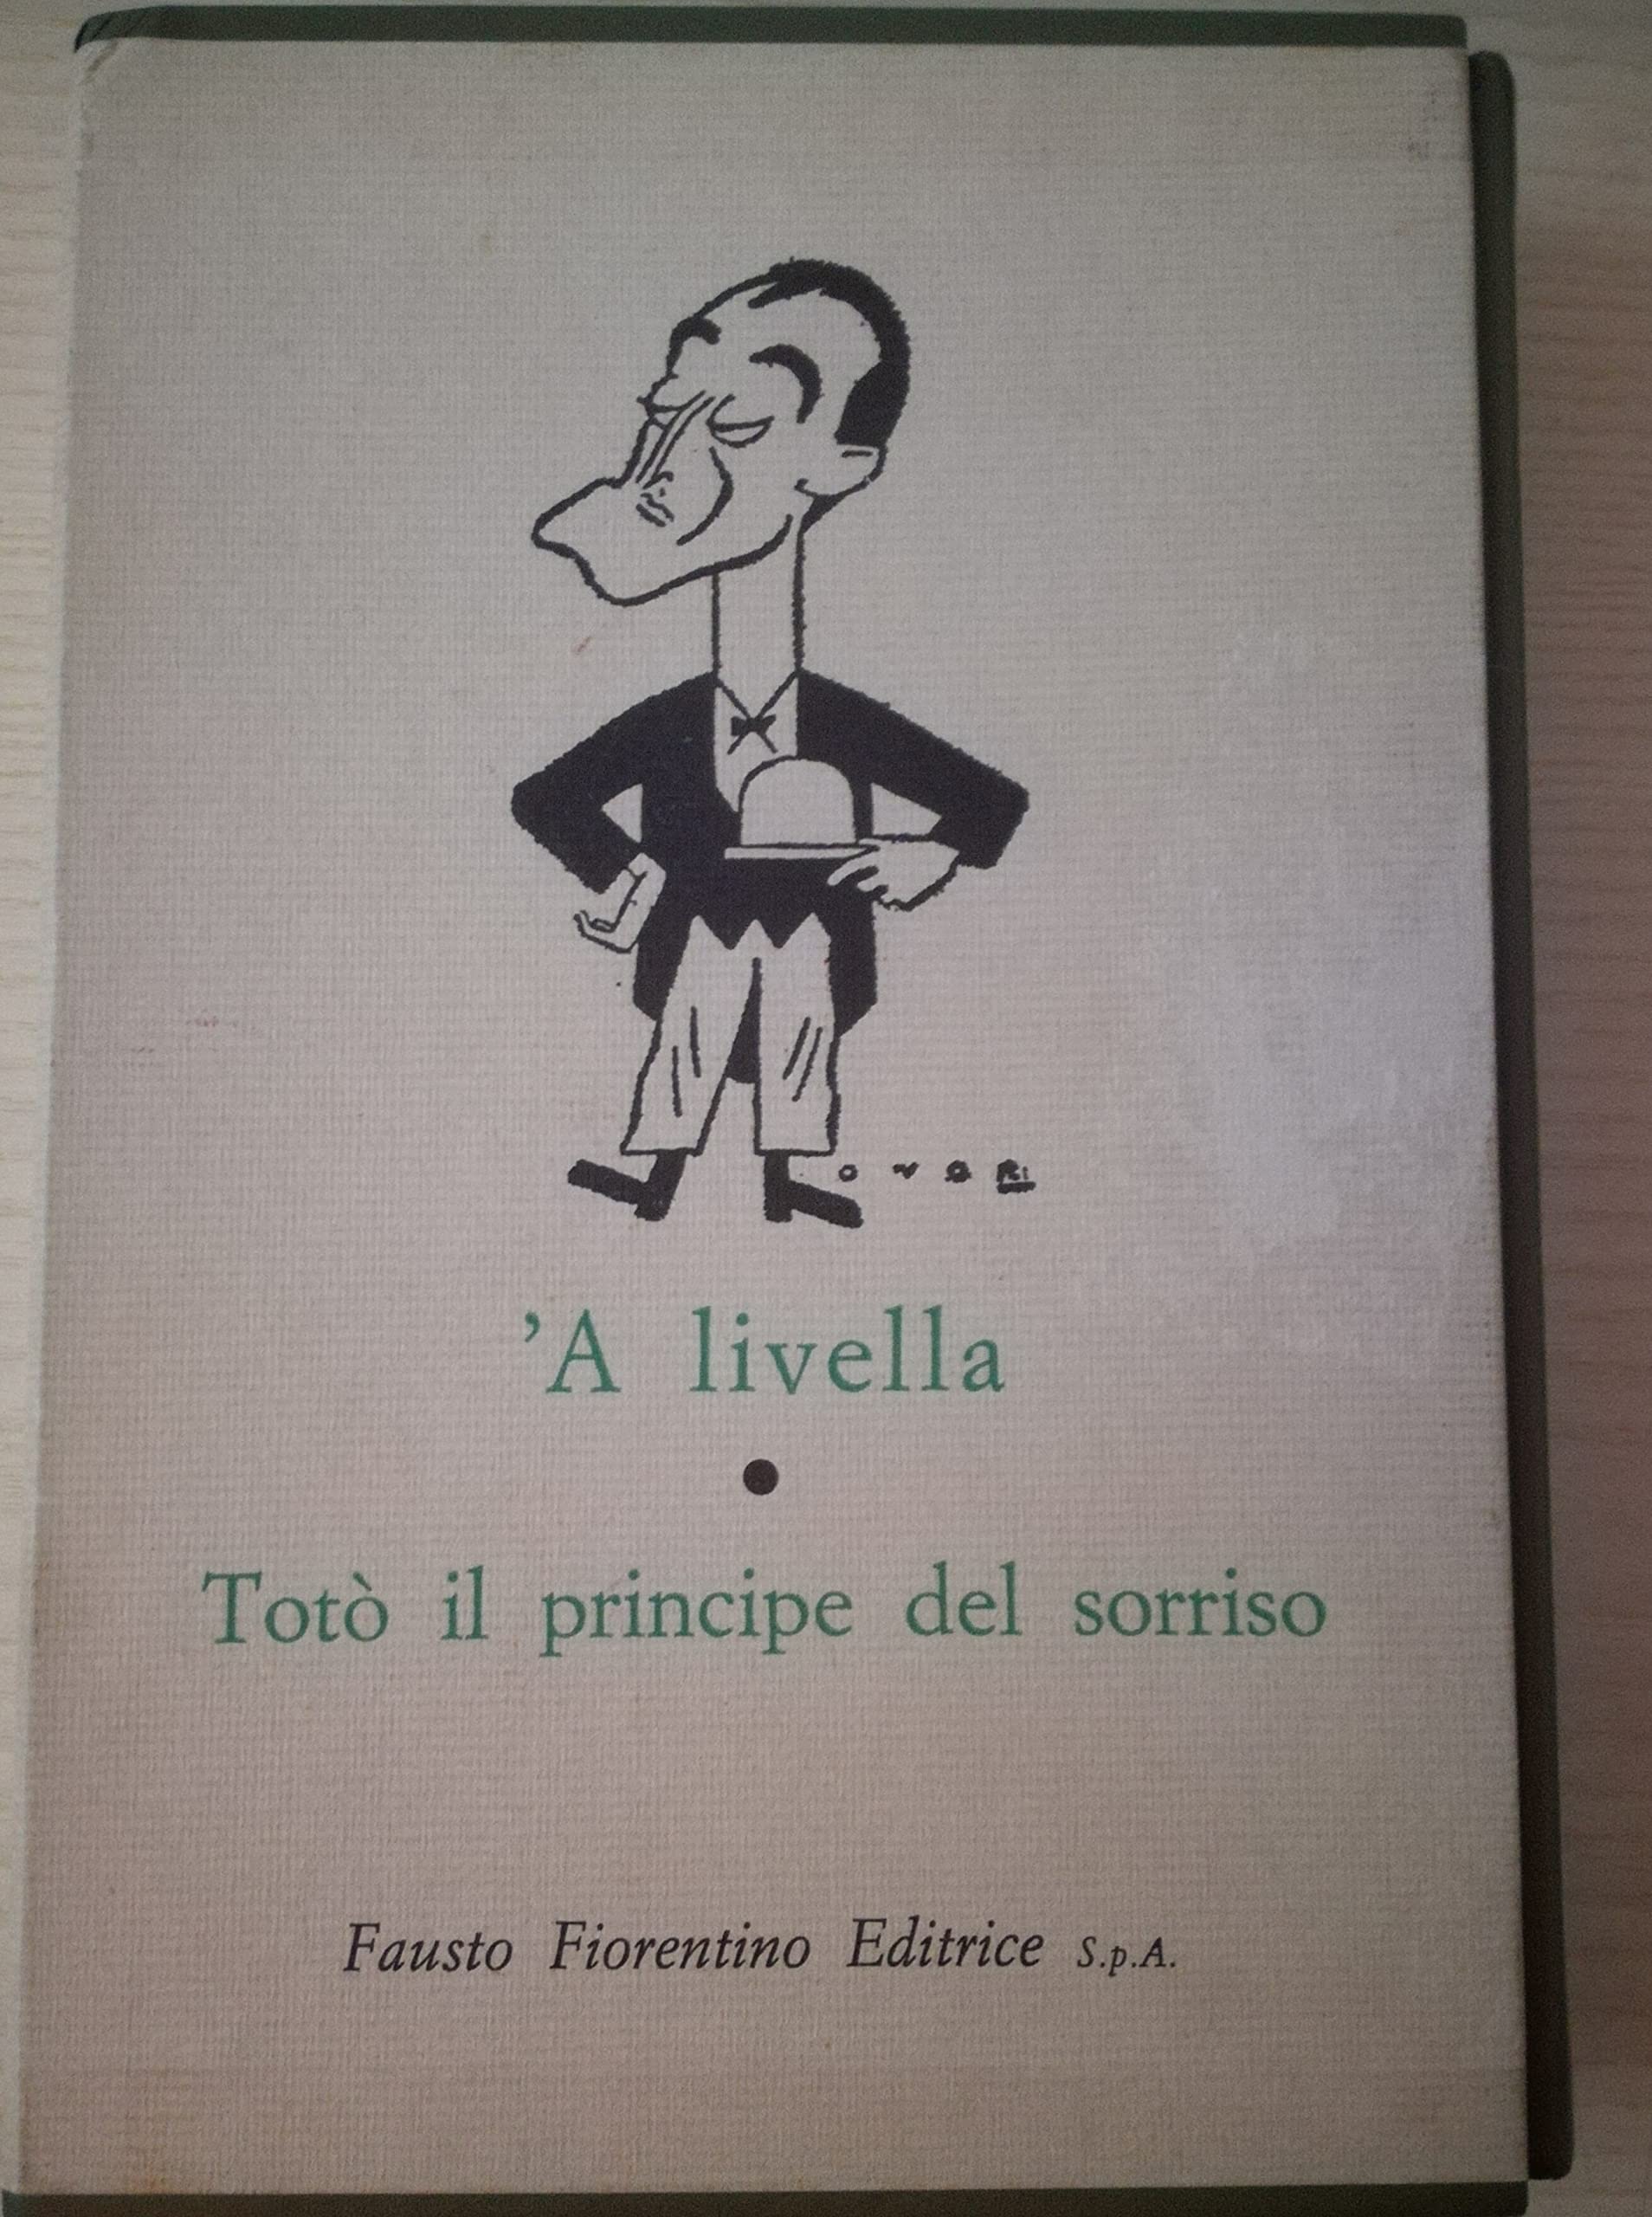 'A livella
Totò il principe del sorriso
Fausto Fiorentino Editrice S.p.A.